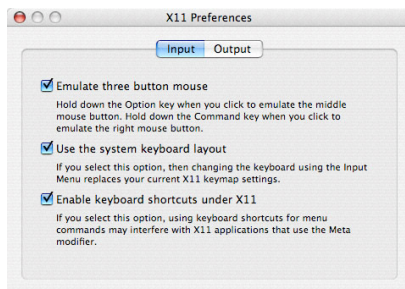 X11 Preferences
Input Output
Emulate three button mouse
Hold down the Option key when you click to emulate the middle
mouse button. Hold down the Command key when you click to
emulate the right mouse button.
Use the system keyboard layout
If you select this option, then changing the keyboard using the Input
Menu replaces your current X11 keymap settings.
Enable keyboard shortcuts under X11
If you select this option, using keyboard shortcuts for menu
commands may interfere with X11 applications that use the Meta
modifier.